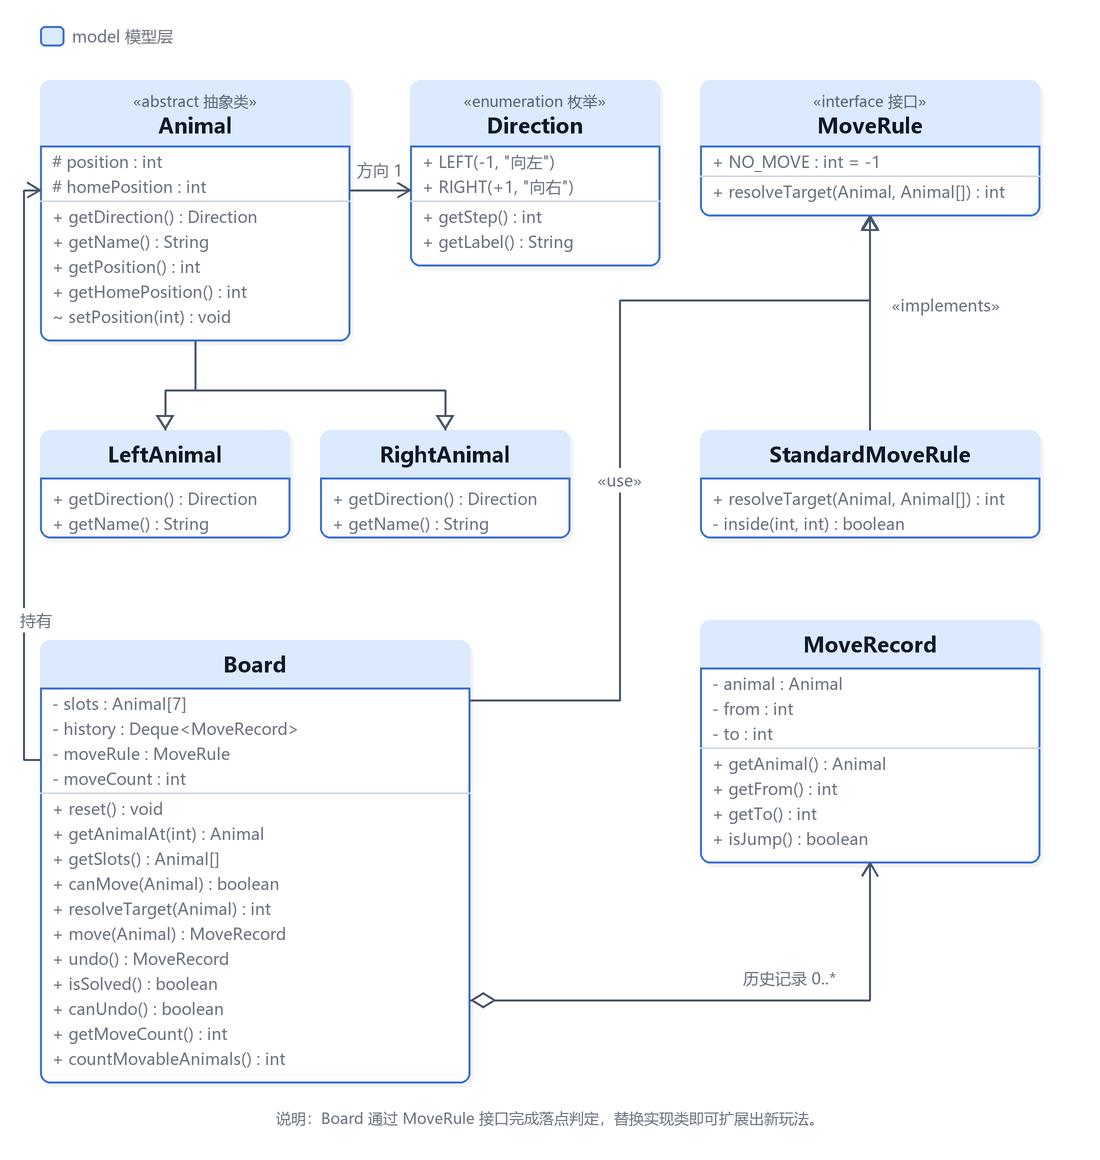 model 模型层
«abstract 抽象类»
Animal
# position : int
# homePosition : int
+ getDirection() : Direction
+ getName() : String
+ getPosition() : int
+ getHomePosition() : int
~ setPosition(int) : void
方向 1
«enumeration 枚举»
Direction
+ LEFT(-1, "向左")
+ RIGHT(+1, "向右")
+ getStep() : int
+ getLabel() : String
«interface 接口»
MoveRule
+ NO_MOVE : int = -1
+ resolveTarget(Animal, Animal[]) : int
«implements»
LeftAnimal
+ getDirection() : Direction
+ getName() : String
RightAnimal
+ getDirection() : Direction
+ getName() : String
«use»
StandardMoveRule
+ resolveTarget(Animal, Animal[]) : int
- inside(int, int) : boolean
持有
Board
- slots : Animal[7]
- history : Deque<MoveRecord>
- moveRule : MoveRule
- moveCount : int
+ reset() : void
+ getAnimalAt(int) : Animal
+ getSlots() : Animal[]
+ canMove(Animal) : boolean
+ resolveTarget(Animal) : int
+ move(Animal) : MoveRecord
+ undo() : MoveRecord
+ isSolved() : boolean
+ canUndo() : boolean
+ getMoveCount() : int
+ countMovableAnimals() : int
MoveRecord
- animal : Animal
- from : int
- to : int
+ getAnimal() : Animal
+ getFrom() : int
+ getTo() : int
+ isJump() : boolean
历史记录 0..*
说明：Board 通过 MoveRule 接口完成落点判定，替换实现类即可扩展出新玩法。